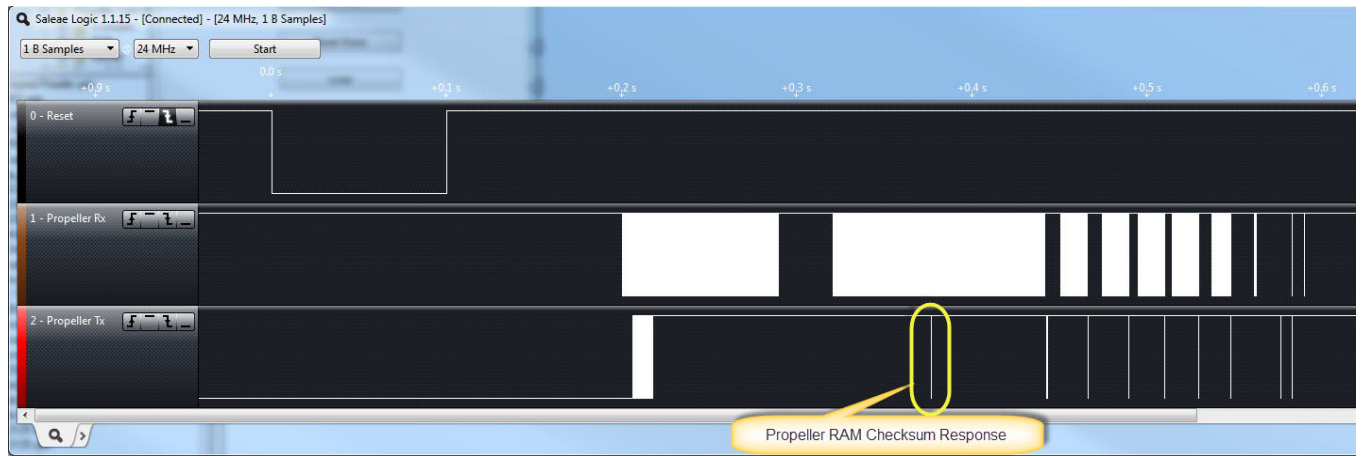 Saleae Logic 1.1.15 - [Connected] - [24 MHz, 1 B Samples]
1 B Samples @ 24 MHz Start
0.0 s
+0,9 s +0,1 s +0,2 s +0,3 s +0,4 s +0,5 s +0,6 s
0 - Reset
1 - Propeller Rx
2 - Propeller Tx
Propeller RAM Checksum Response